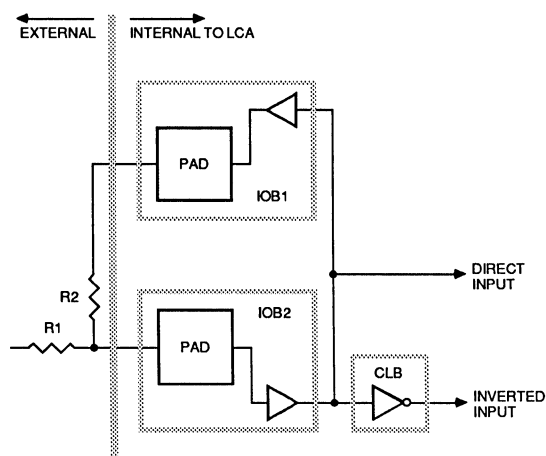 EXTERNAL
INTERNAL TO LCA
PAD
IOB1
R2
DIRECT
INPUT
IOB2
R1
PAD
CLB
INVERTED
INPUT